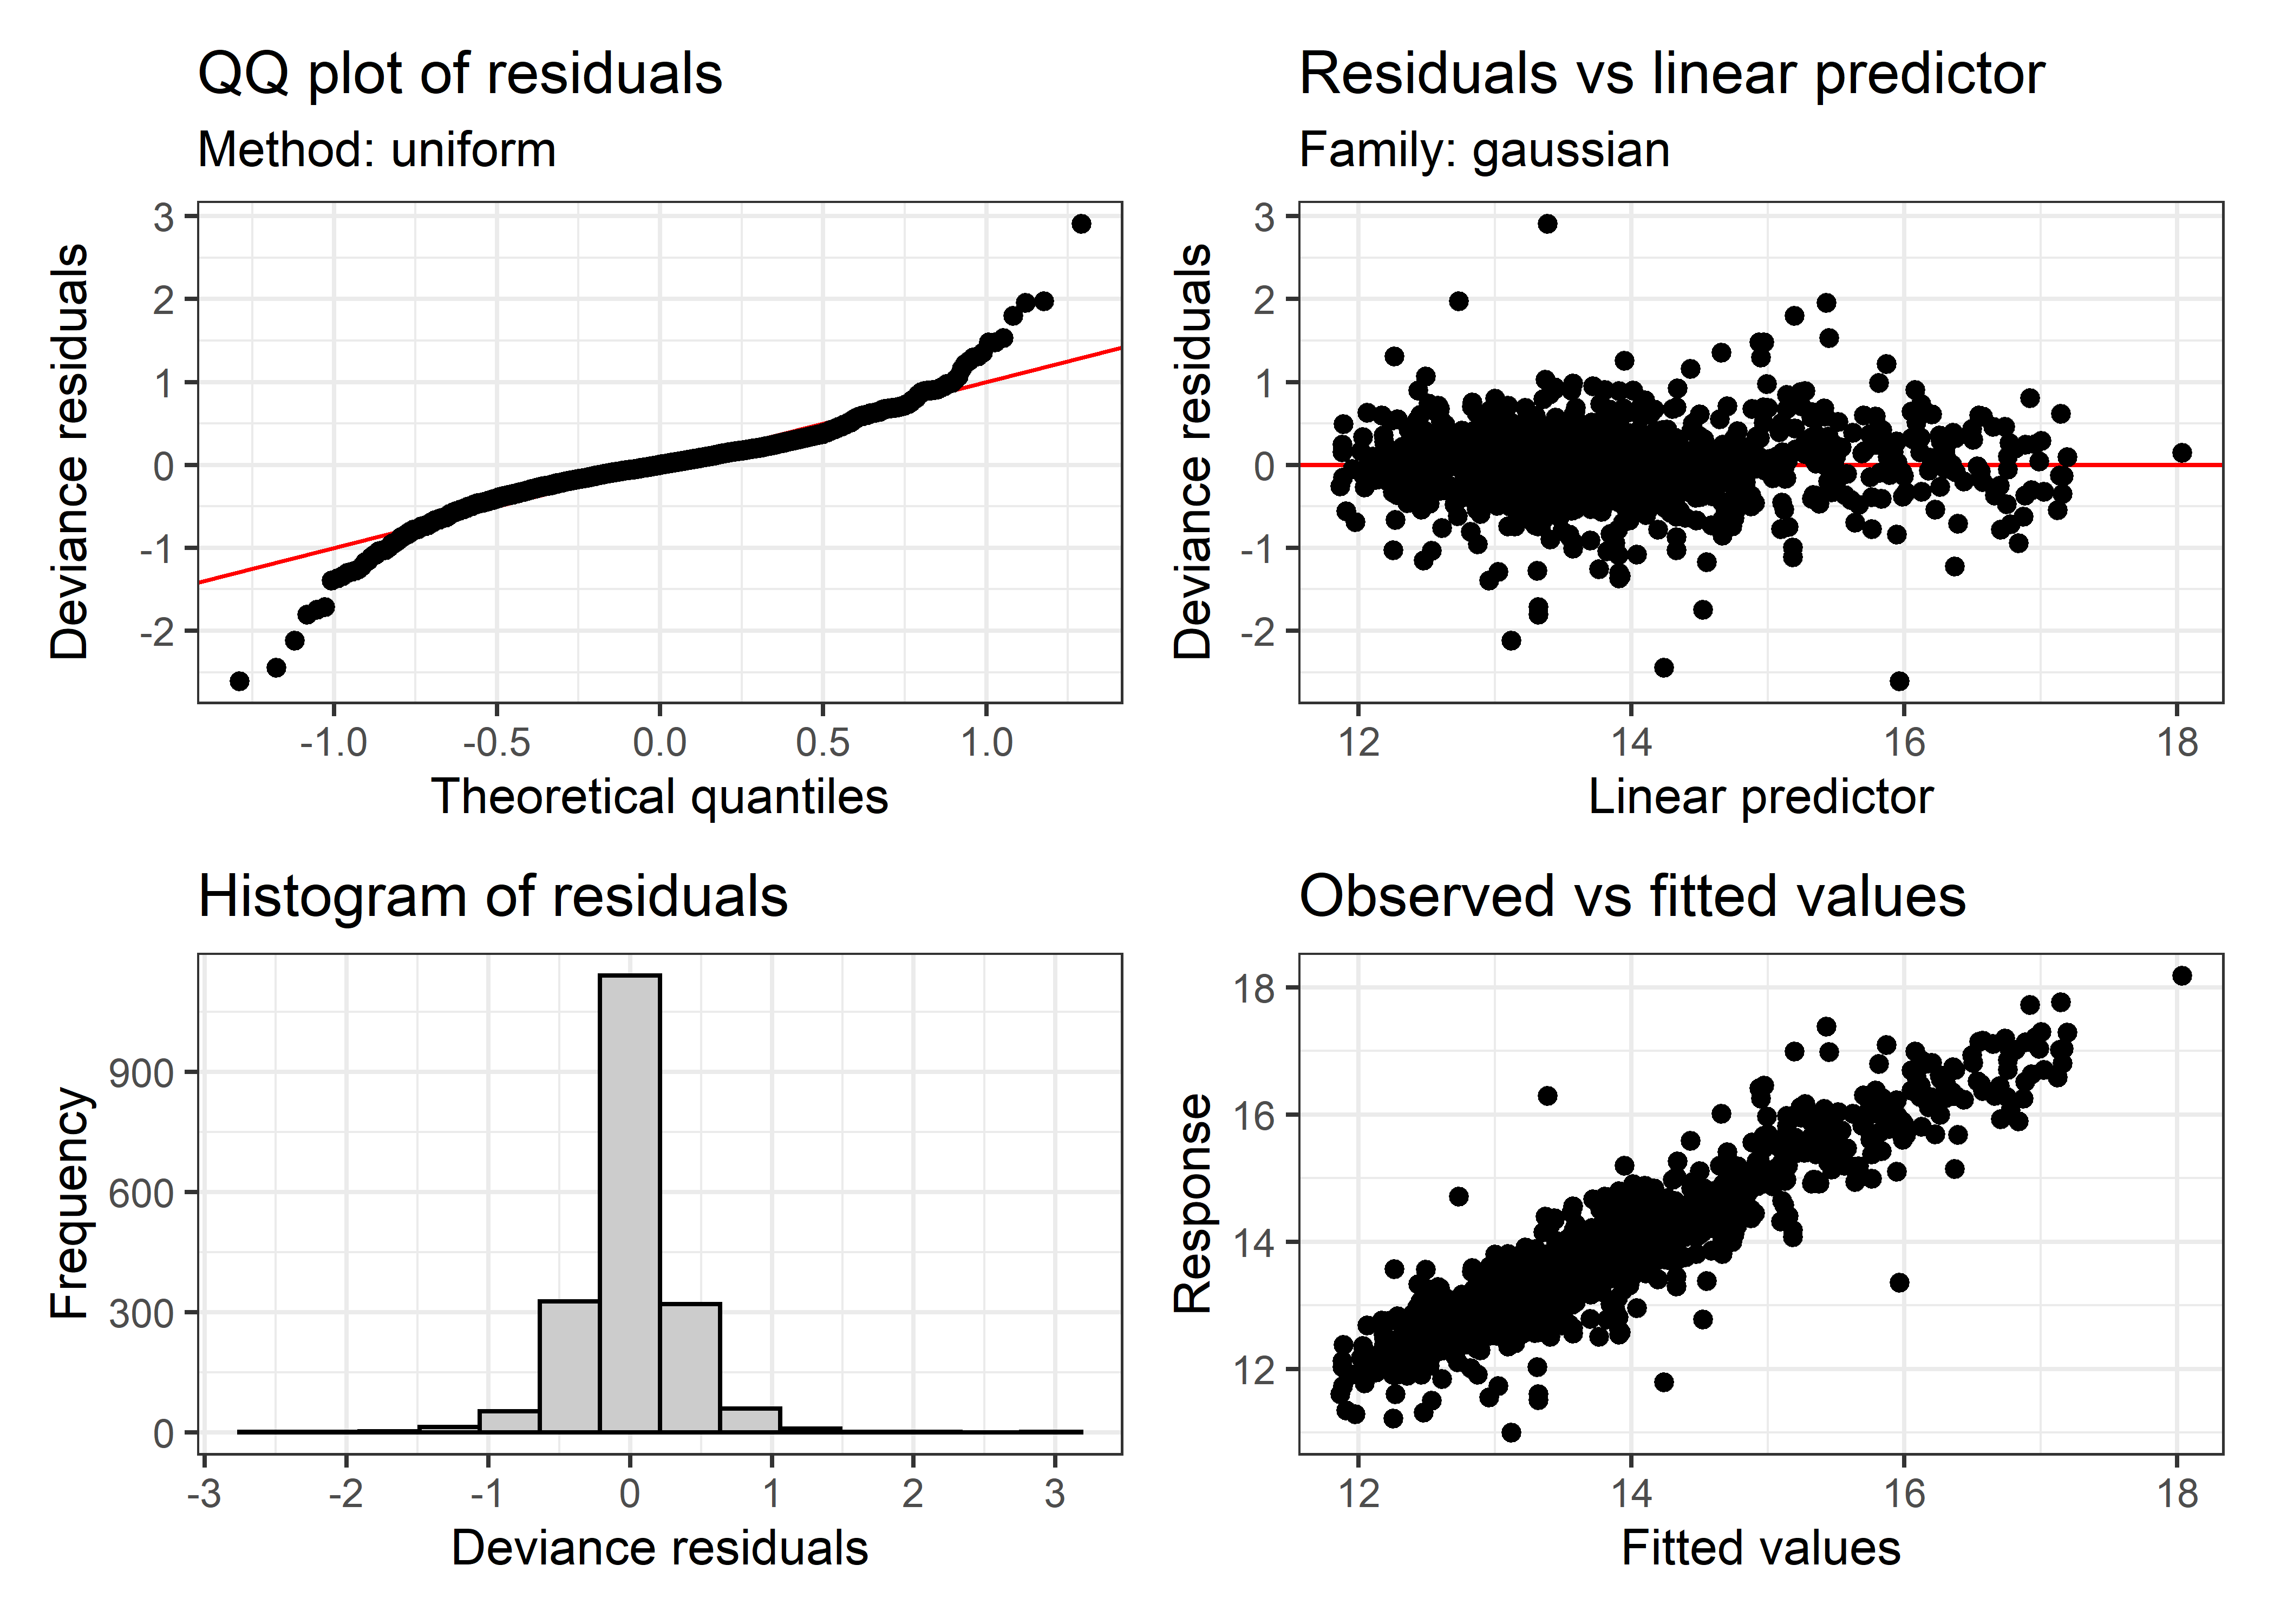 QQ plot of residuals
Method: uniform
3
2
1
0
-1
-2
Deviance residuals
-1.0 -0.5 0.0 0.5 1.0
Theoretical quantiles
Residuals vs linear predictor
Family: gaussian
3
2
1
0
-1
-2
Deviance residuals
12 14 16 18
Linear predictor
Histogram of residuals
900
600
300
0
Frequency
-3 -2 -1 0 1 2 3
Deviance residuals
Observed vs fitted values
18
16
14
12
Response
12 14 16 18
Fitted values